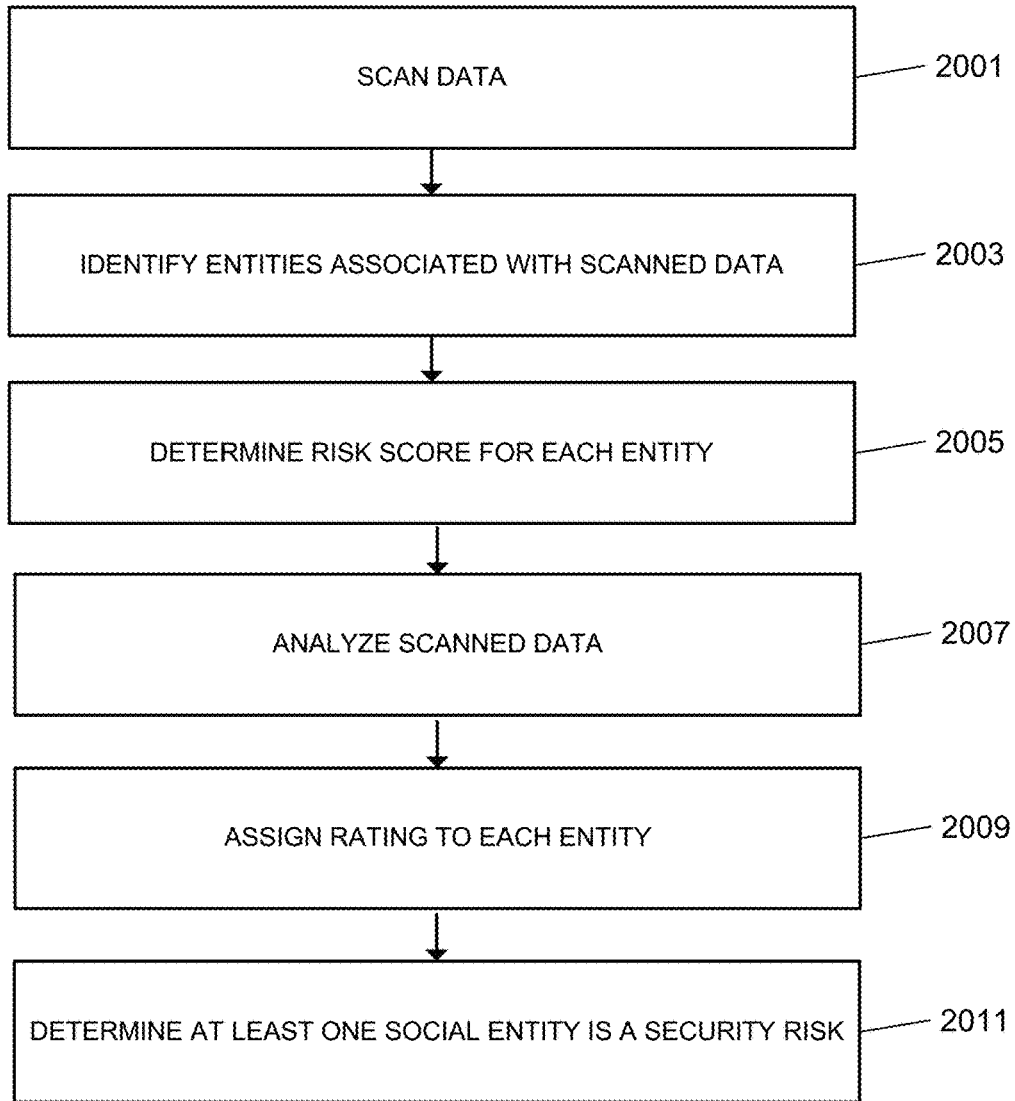 SCAN DATA
2001
IDENTIFY ENTITIES ASSOCIATED WITH SCANNED DATA
2003
DETERMINE RISK SCORE FOR EACH ENTITY
2005
ANALYZE SCANNED DATA
2007
ASSIGN RATING TO EACH ENTITY
2009
DETERMINE AT LEAST ONE SOCIAL ENTITY IS A SECURITY RISK
2011